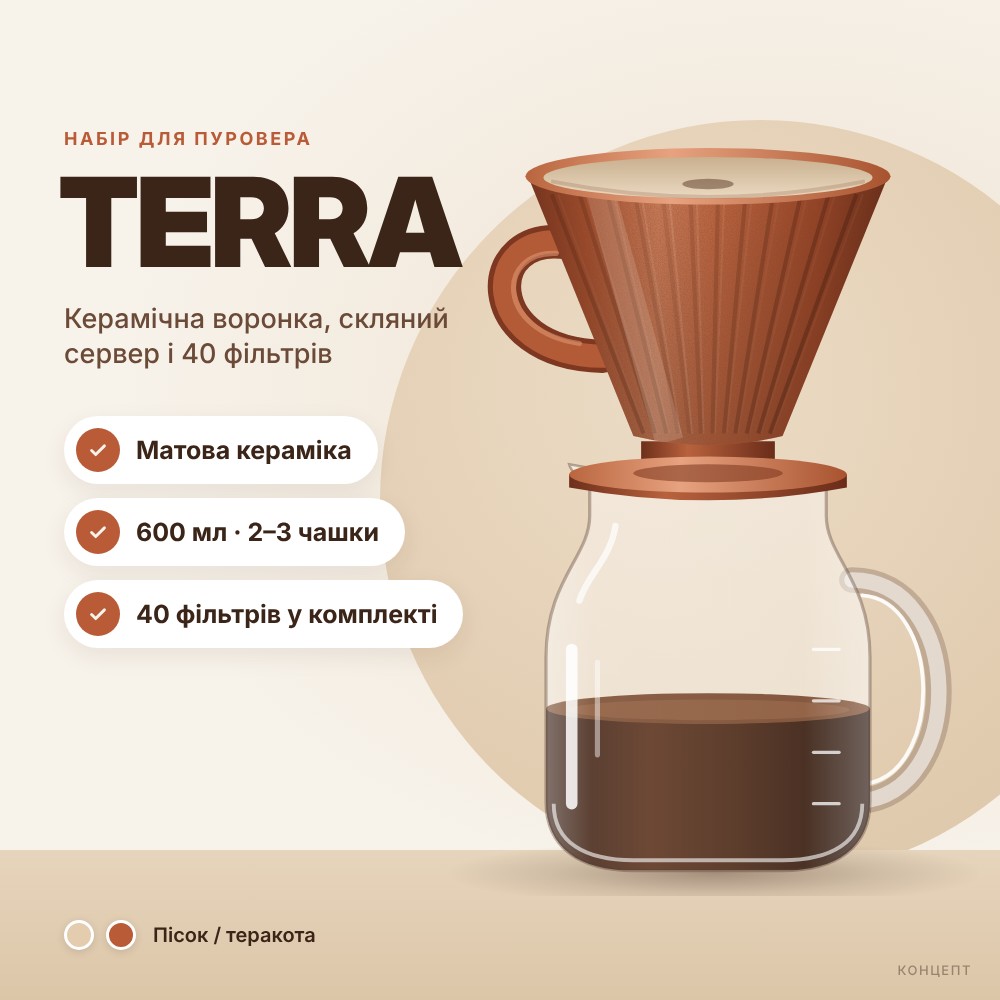 НАБІР ДЛЯ ПУРОВЕРА
TERRA
Керамічна воронка, скляний
сервер і 40 фільтрів
Матова кераміка
600 мл · 2–3 чашки
40 фільтрів у комплекті
Пісок / теракота
КОНЦЕПТ